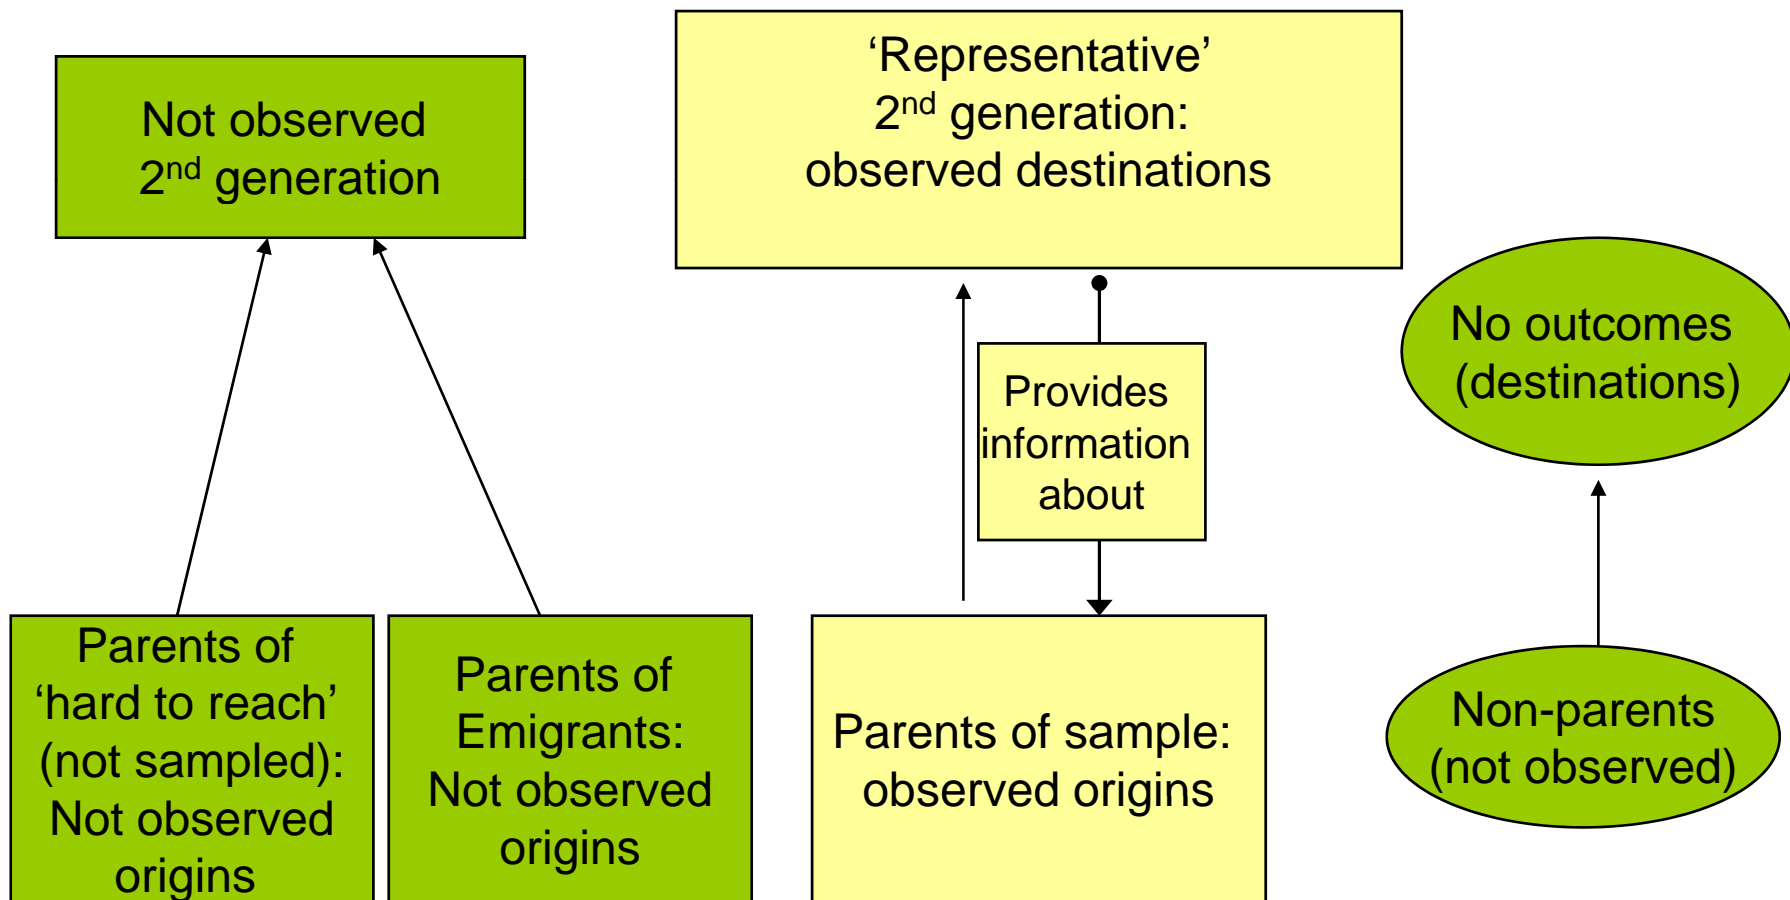 Not observed
2nd generation
‘Representative’
2nd generation:
observed destinations
No outcomes
(destinations)
Provides
information
about
Parents of
‘hard to reach’
(not sampled):
Not observed
origins
Parents of
Emigrants:
Not observed
origins
Parents of sample:
observed origins
Non-parents
(not observed)